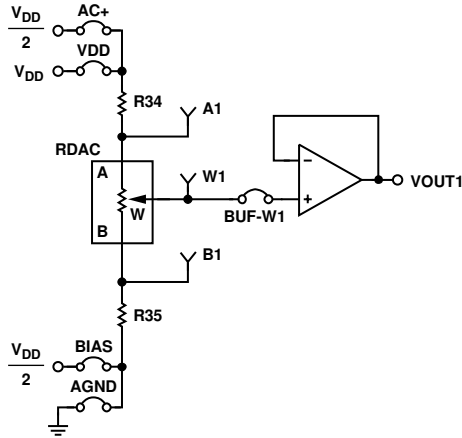 V_DD/2 AC+
VDD
V_DD
R34
A1
RDAC
A
W1
W
B
BUF-W1
−
+
VOUT1
B1
R35
V_DD/2 BIAS
AGND